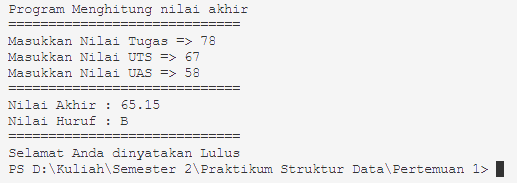 Program Menghitung nilai akhir
=============================
Masukkan Nilai Tugas => 78
Masukkan Nilai UTS => 67
Masukkan Nilai UAS => 58
=============================
Nilai Akhir : 65.15
Nilai Huruf : B
=============================
Selamat Anda dinyatakan Lulus
PS D:\Kuliah\Semester 2\Praktikum Struktur Data\Pertemuan 1>